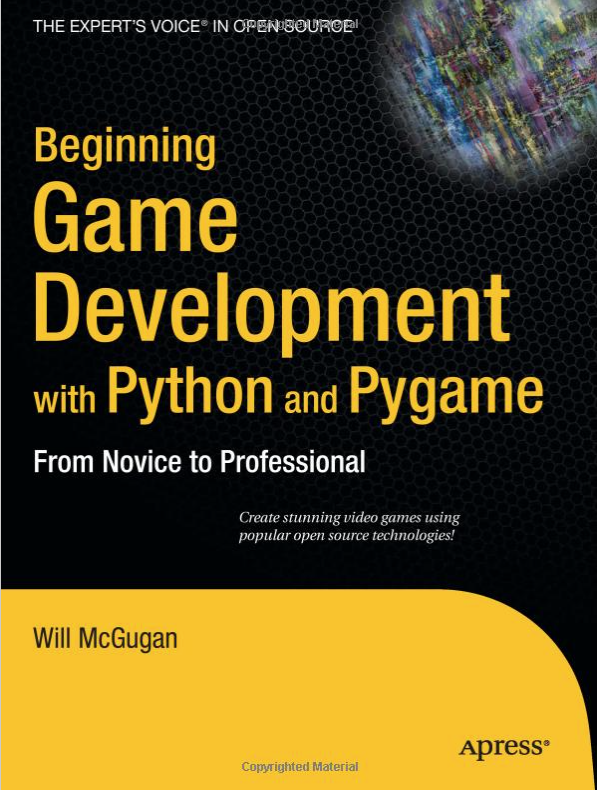 THE EXPERT'S VOICE® IN OPEN SOURCE
Copyrighted Material
Beginning
Game
Development
with Python and Pygame
From Novice to Professional
Create stunning video games using
popular open source technologies!
Will McGugan
Apress®
Copyrighted Material